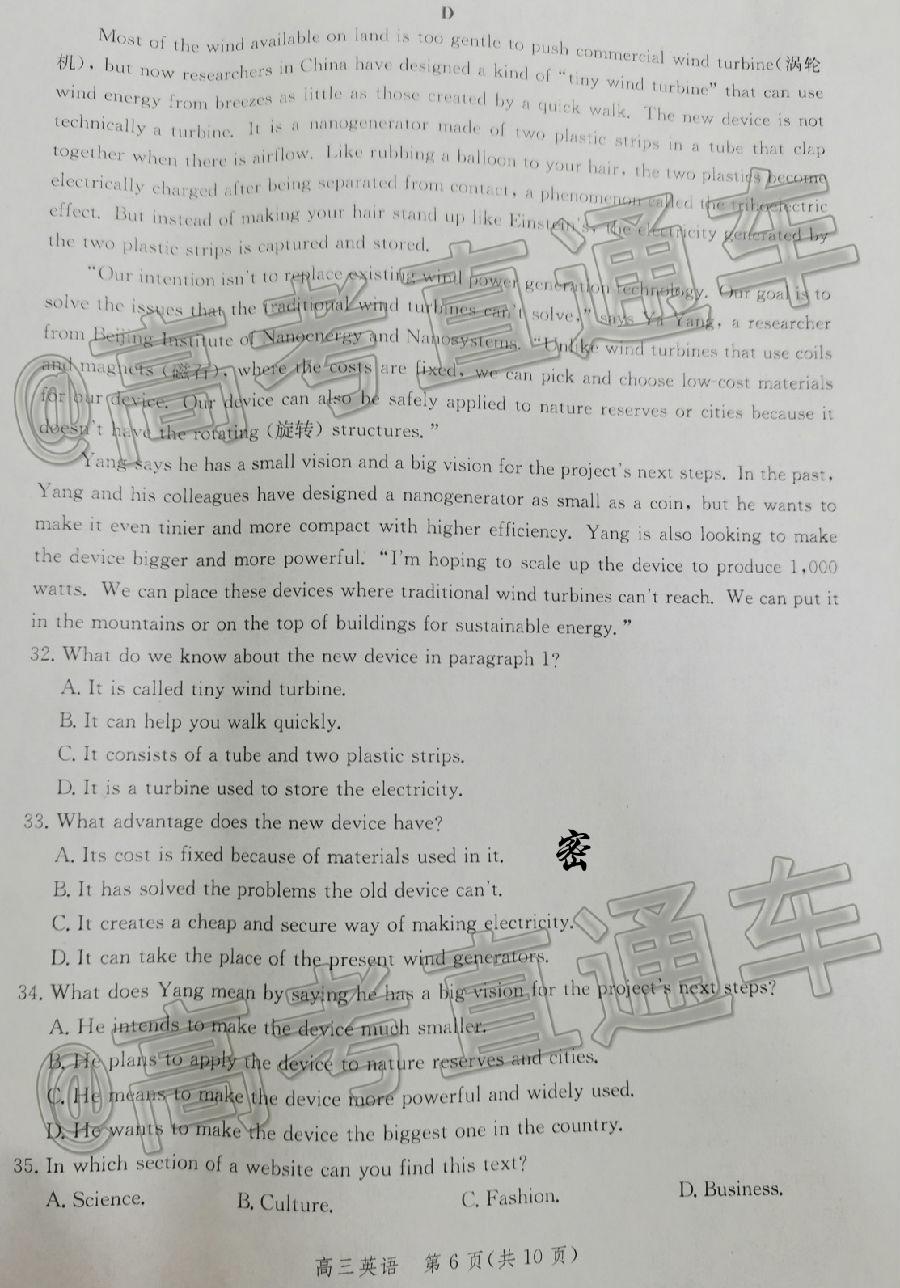 D
Most of the wind available on land is too gentle to push commercial wind turbine(涡轮
机), but now researchers in China have designed a kind of "tiny wind turbine" that can use
wind energy from breezes as little as those created by a quick walk. The new device is not
technically a turbine. It is a nanogenerator made of two plastic strips in a tube that clap
together when there is airflow. Like rubbing a balloon to your hair, the two plastics become
electrically charged after being separated from contact, a phenomenon called the triboelectric
effect. But instead of making your hair stand up like Einstein's, the electricity generated by
the two plastic strips is captured and stored.
"Our intention isn't to replace existing wind power generation technology. Our goal is to
solve the issues that the traditional wind turbines can't solve," says Ya Yang, a researcher
from Beijing Institute of Nanoenergy and Nanosystems. "Unlike wind turbines that use coils
and magnets (磁石), where the costs are fixed, we can pick and choose low-cost materials
for our device. Our device can also be safely applied to nature reserves or cities because it
doesn't have the rotating (旋转) structures."
Yang says he has a small vision and a big vision for the project's next steps. In the past,
Yang and his colleagues have designed a nanogenerator as small as a coin, but he wants to
make it even tinier and more compact with higher efficiency. Yang is also looking to make
the device bigger and more powerful. "I'm hoping to scale up the device to produce 1,000
watts. We can place these devices where traditional wind turbines can't reach. We can put it
in the mountains or on the top of buildings for sustainable energy."
32. What do we know about the new device in paragraph 1?
A. It is called tiny wind turbine.
B. It can help you walk quickly.
C. It consists of a tube and two plastic strips.
D. It is a turbine used to store the electricity.
33. What advantage does the new device have?
A. Its cost is fixed because of materials used in it.
密
B. It has solved the problems the old device can't.
C. It creates a cheap and secure way of making electricity.
D. It can take the place of the present wind generators.
34. What does Yang mean by saying he has a big vision for the project's next steps?
A. He intends to make the device much smaller.
B. He plans to apply the device to nature reserves and cities.
C. He means to make the device more powerful and widely used.
D. He wants to make the device the biggest one in the country.
35. In which section of a website can you find this text?
A. Science. B. Culture. C. Fashion. D. Business.
高三英语 第 6 页(共 10 页)
@高考直通车
@高考直通车